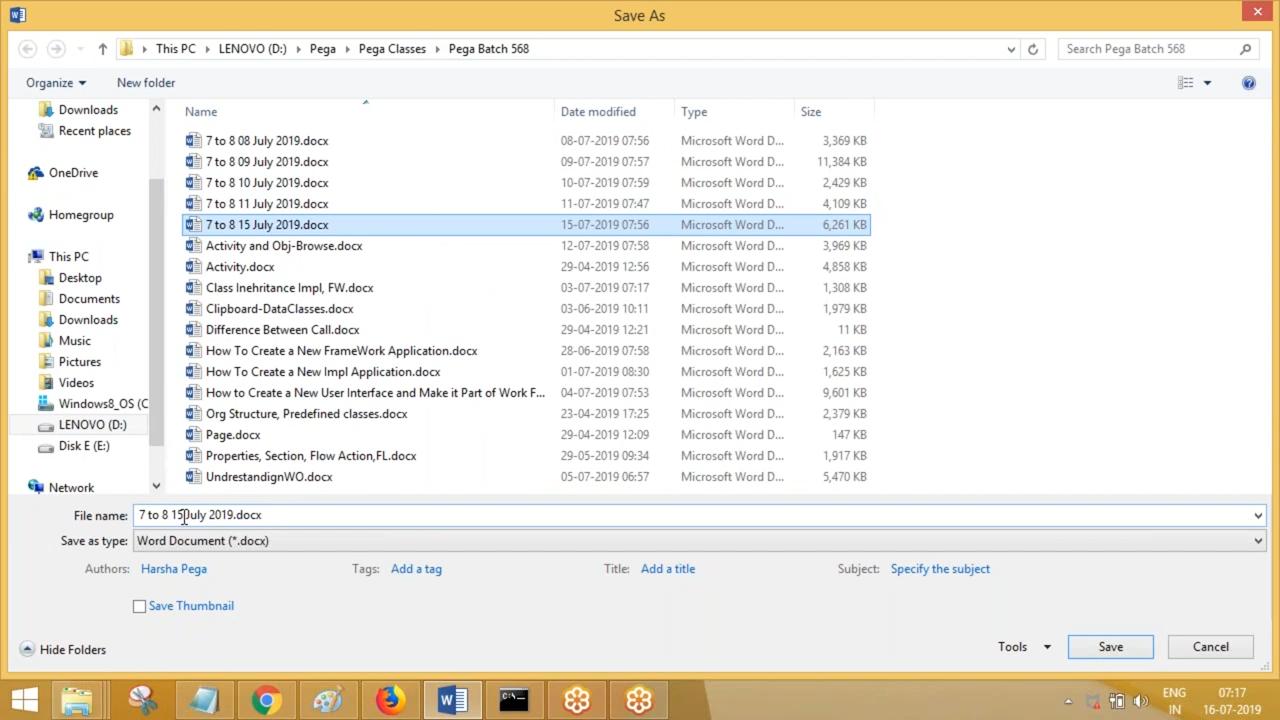 Save As
This PC LENOVO (D:) Pega Pega Classes Pega Batch 568 Search Pega Batch 568
Organize New folder
Name Date modified Type Size
Downloads
Recent places
OneDrive
Homegroup
This PC
Desktop
Documents
Downloads
Music
Pictures
Videos
Windows8_OS (C
LENOVO (D:)
Disk E (E:)
Network
7 to 8 08 July 2019.docx 08-07-2019 07:56 Microsoft Word D... 3,369 KB
7 to 8 09 July 2019.docx 09-07-2019 07:57 Microsoft Word D... 11,384 KB
7 to 8 10 July 2019.docx 10-07-2019 07:59 Microsoft Word D... 2,429 KB
7 to 8 11 July 2019.docx 11-07-2019 07:47 Microsoft Word D... 4,109 KB
7 to 8 15 July 2019.docx 15-07-2019 07:56 Microsoft Word D... 6,261 KB
Activity and Obj-Browse.docx 12-07-2019 07:58 Microsoft Word D... 3,969 KB
Activity.docx 29-04-2019 12:56 Microsoft Word D... 4,858 KB
Class Inehritance Impl, FW.docx 03-07-2019 07:17 Microsoft Word D... 1,308 KB
Clipboard-DataClasses.docx 03-06-2019 10:11 Microsoft Word D... 1,979 KB
Difference Between Call.docx 29-04-2019 12:21 Microsoft Word D... 11 KB
How To Create a New FrameWork Application.docx 28-06-2019 07:58 Microsoft Word D... 2,163 KB
How To Create a New Impl Application.docx 01-07-2019 08:30 Microsoft Word D... 1,625 KB
How to Create a New User Interface and Make it Part of Work F... 04-07-2019 07:53 Microsoft Word D... 9,601 KB
Org Structure, Predefined classes.docx 23-04-2019 17:25 Microsoft Word D... 2,379 KB
Page.docx 29-04-2019 12:09 Microsoft Word D... 147 KB
Properties, Section, Flow Action,FL.docx 29-05-2019 09:34 Microsoft Word D... 1,917 KB
UndrestandignWO.docx 05-07-2019 06:57 Microsoft Word D... 5,470 KB
File name: 7 to 8 15 July 2019.docx
Save as type: Word Document (*.docx)
Authors: Harsha Pega Tags: Add a tag Title: Add a title Subject: Specify the subject
Save Thumbnail
Hide Folders Tools Save Cancel
ENG 07:17
IN 16-07-2019